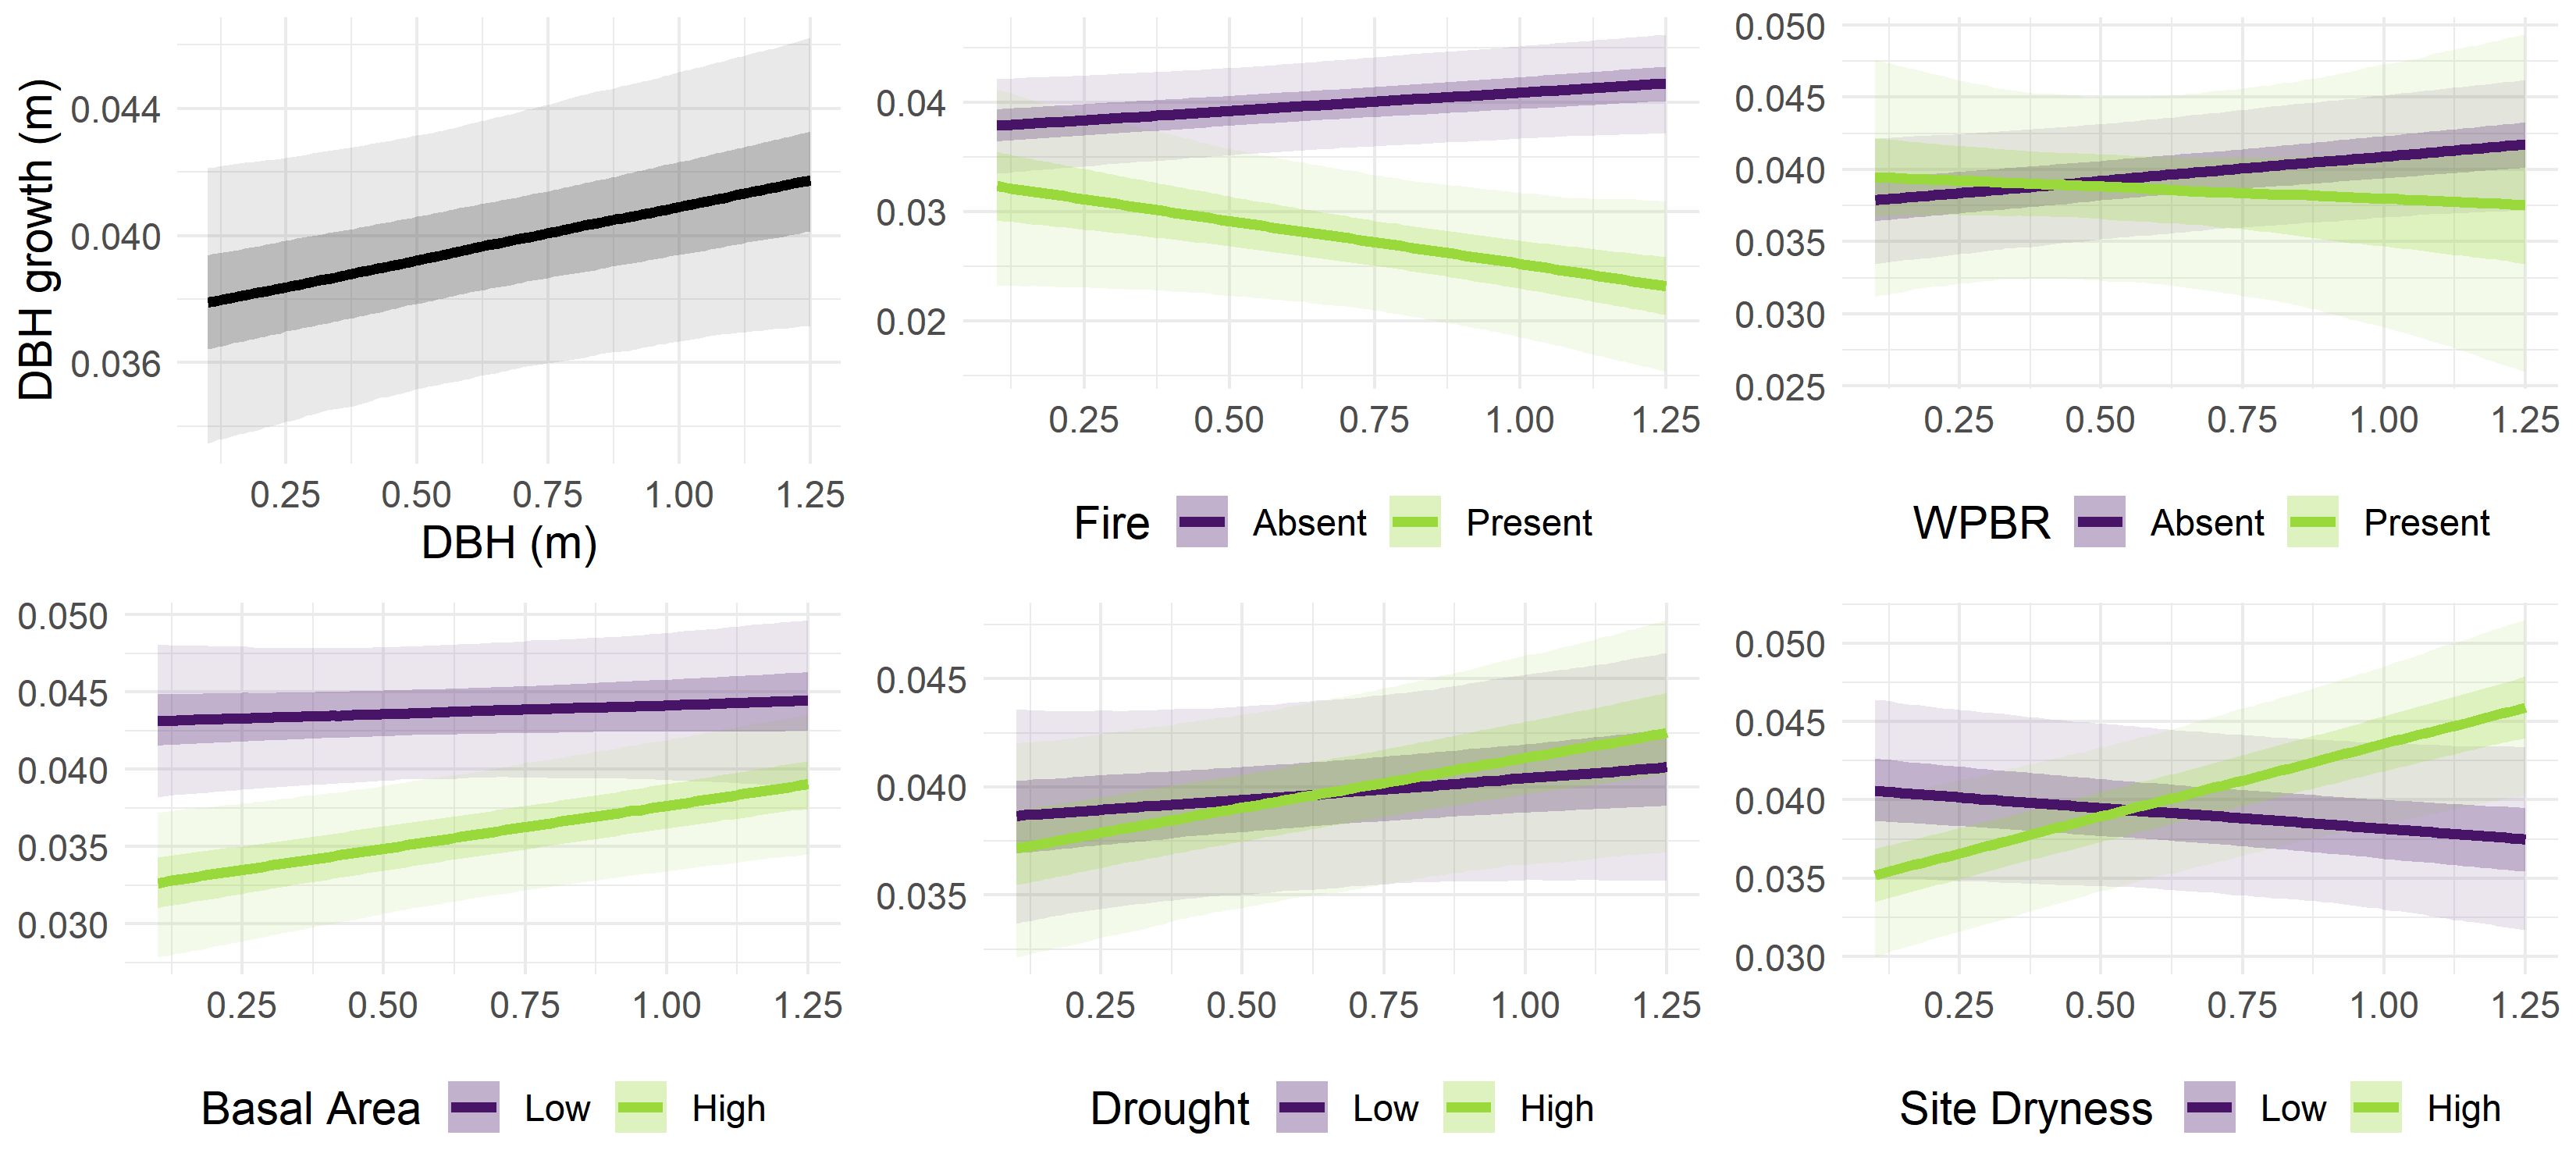 DBH growth (m)
0.044
0.040
0.036
0.25 0.50 0.75 1.00 1.25
DBH (m)
0.04
0.03
0.02
0.25 0.50 0.75 1.00 1.25
Fire Absent Present
0.050
0.045
0.040
0.035
0.030
0.025
0.25 0.50 0.75 1.00 1.25
WPBR Absent Present
0.050
0.045
0.040
0.035
0.030
0.25 0.50 0.75 1.00 1.25
Basal Area Low High
0.045
0.040
0.035
0.25 0.50 0.75 1.00 1.25
Drought Low High
0.050
0.045
0.040
0.035
0.030
0.25 0.50 0.75 1.00 1.25
Site Dryness Low High